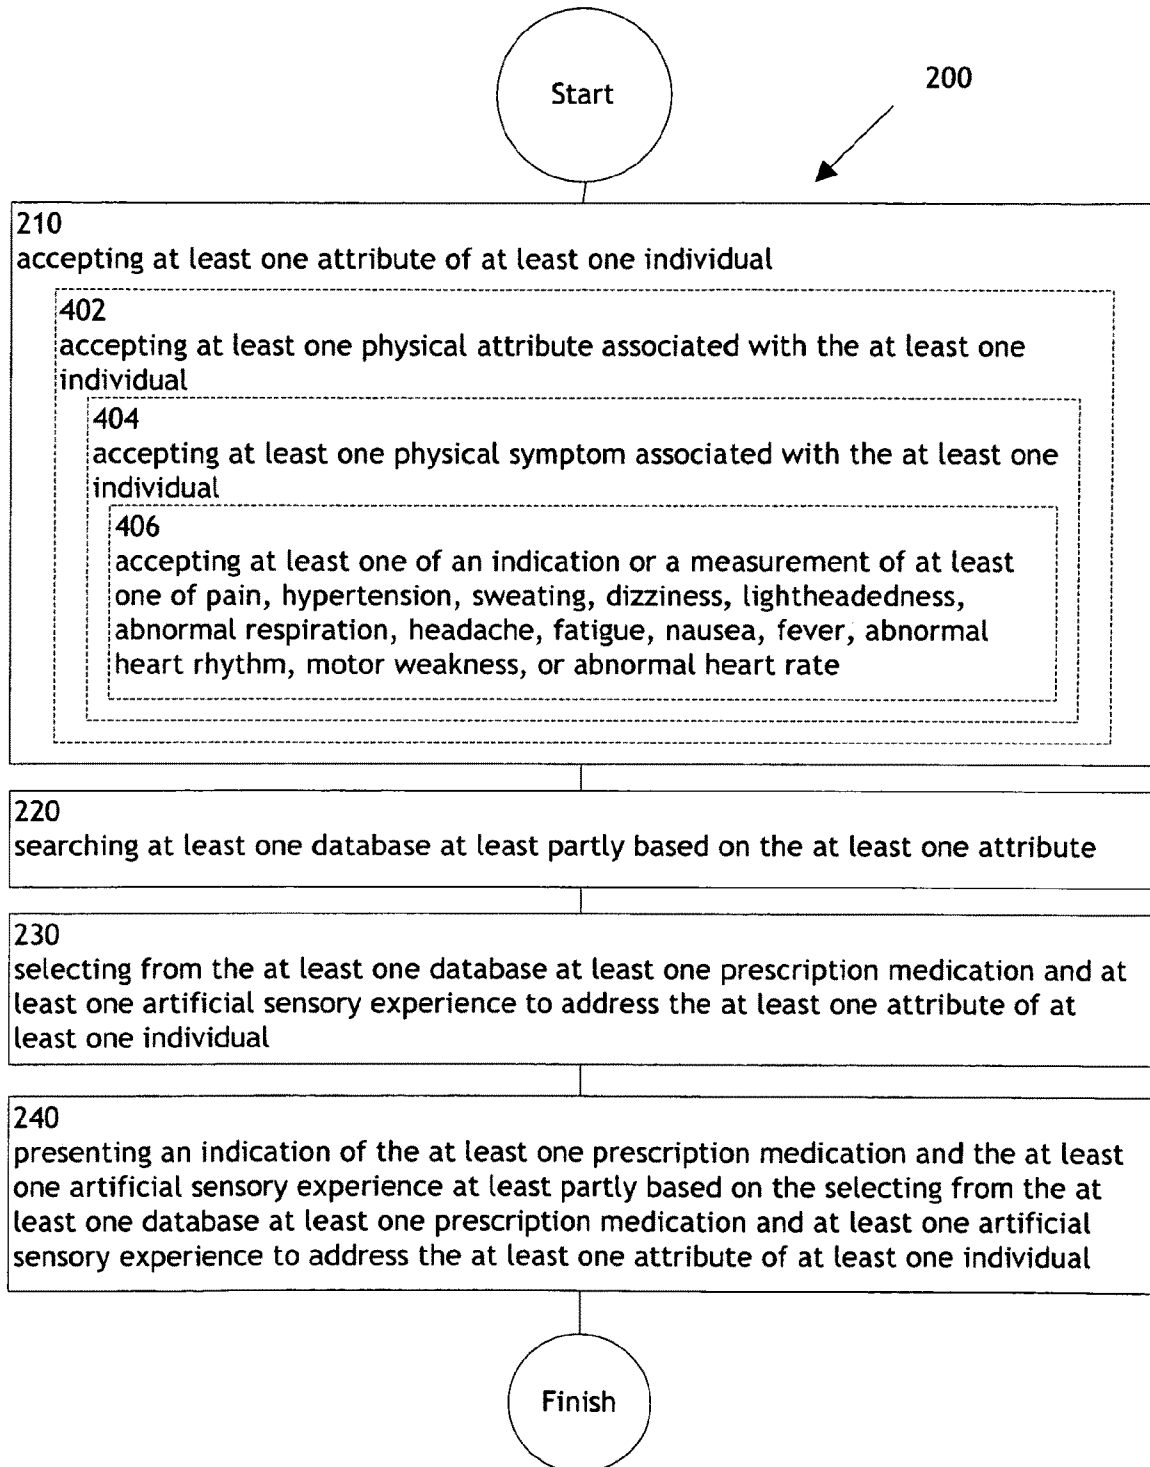 Start
200
210
accepting at least one attribute of at least one individual
402
accepting at least one physical attribute associated with the at least one
individual
404
accepting at least one physical symptom associated with the at least one
individual
406
accepting at least one of an indication or a measurement of at least
one of pain, hypertension, sweating, dizziness, lightheadedness,
abnormal respiration, headache, fatigue, nausea, fever, abnormal
heart rhythm, motor weakness, or abnormal heart rate
220
searching at least one database at least partly based on the at least one attribute
230
selecting from the at least one database at least one prescription medication and at
least one artificial sensory experience to address the at least one attribute of at
least one individual
240
presenting an indication of the at least one prescription medication and the at least
one artificial sensory experience at least partly based on the selecting from the at
least one database at least one prescription medication and at least one artificial
sensory experience to address the at least one attribute of at least one individual
Finish